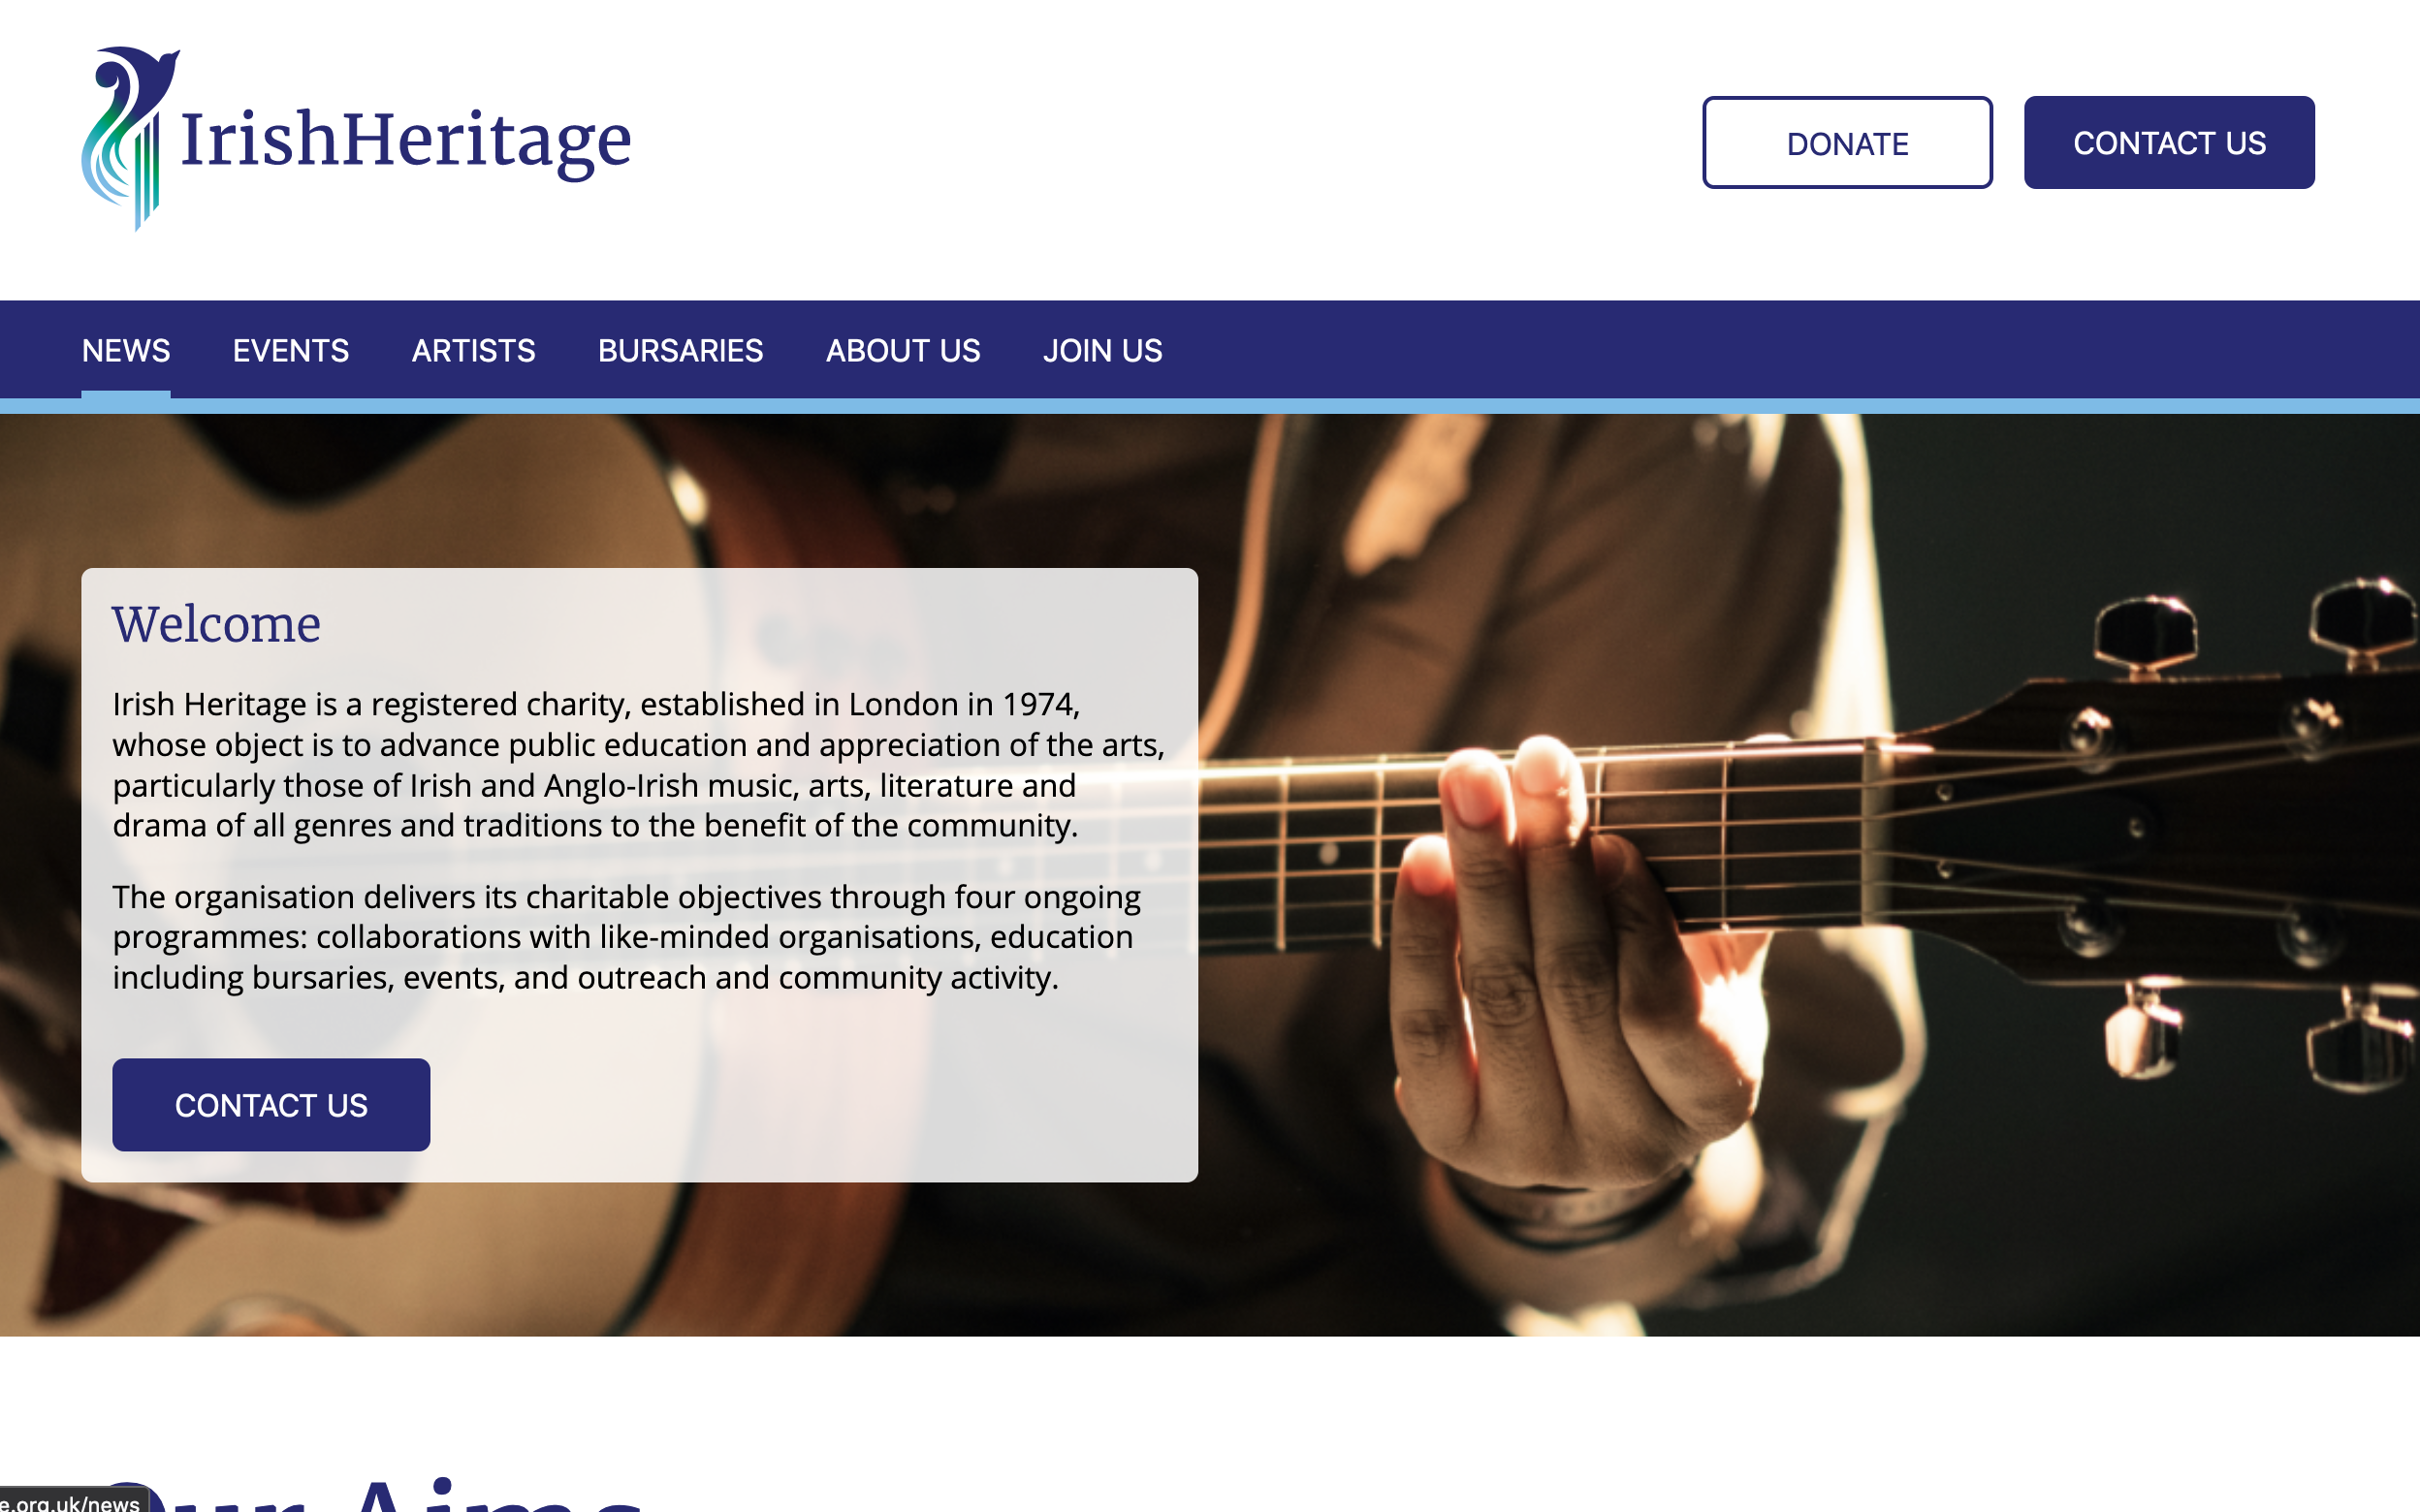 IrishHeritage
DONATE
CONTACT US
NEWS
EVENTS
ARTISTS
BURSARIES
ABOUT US
JOIN US
Welcome
Irish Heritage is a registered charity, established in London in 1974,
whose object is to advance public education and appreciation of the arts,
particularly those of Irish and Anglo-Irish music, arts, literature and
drama of all genres and traditions to the benefit of the community.
The organisation delivers its charitable objectives through four ongoing
programmes: collaborations with like-minded organisations, education
including bursaries, events, and outreach and community activity.
CONTACT US
Our Aims
e.org.uk/news